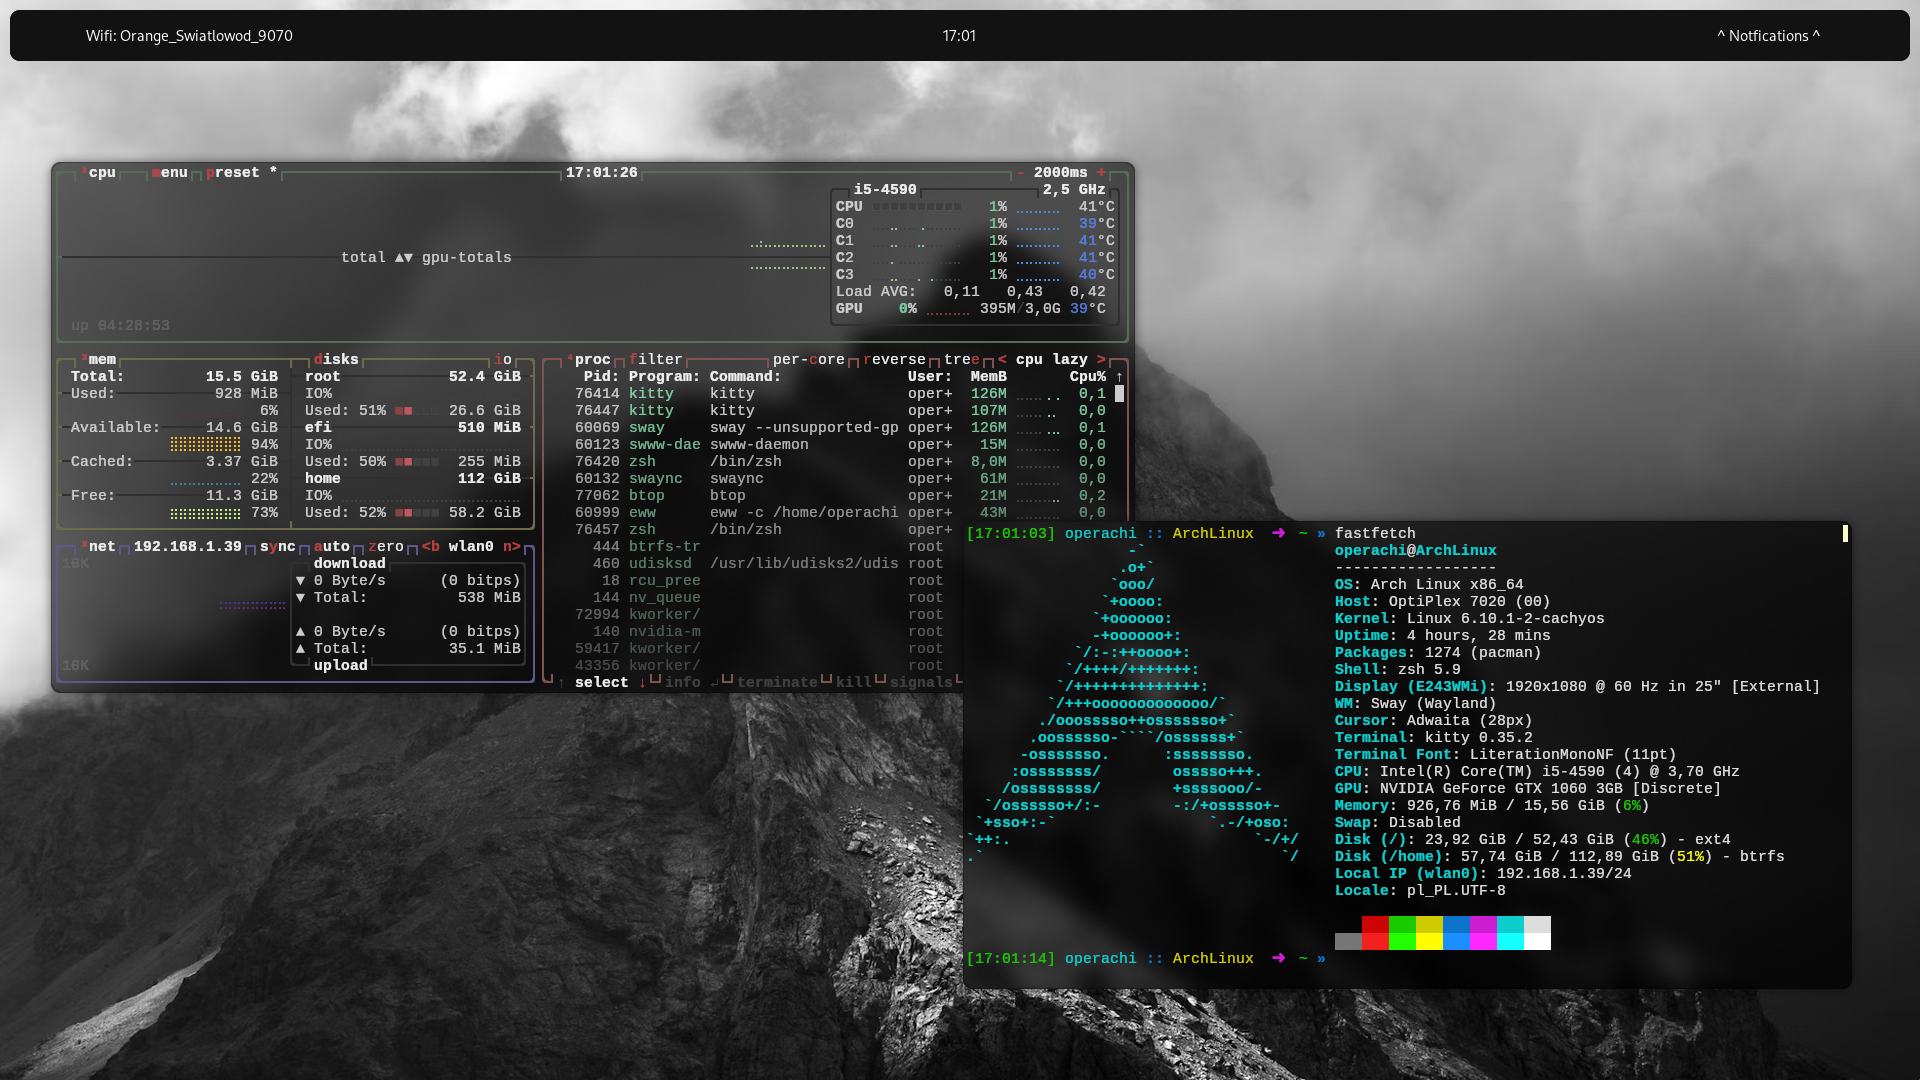 Wifi: Orange_Swiatlowod_9070
17:01
^ Notfications ^
¹cpu menu preset * 17:01:26 - 2000ms +
i5-4590 2,5 GHz
CPU 1% 41°C
C0 1% 39°C
C1 1% 41°C
C2 1% 41°C
C3 1% 40°C
Load AVG: 0,11 0,43 0,42
GPU 0% 395M/3,0G 39°C
total ▲▼ gpu-totals
up 04:28:53
²mem disks io
Total: 15.5 GiB
Used: 928 MiB
6%
Available: 14.6 GiB
94%
Cached: 3.37 GiB
22%
Free: 11.3 GiB
73%
root 52.4 GiB
IO%
Used: 51% 26.6 GiB
efi 510 MiB
IO%
Used: 50% 255 MiB
home 112 GiB
IO%
Used: 52% 58.2 GiB
³net 192.168.1.39 sync auto zero <b wlan0 n>
10K
download
▼ 0 Byte/s (0 bitps)
▼ Total: 538 MiB
▲ 0 Byte/s (0 bitps)
▲ Total: 35.1 MiB
upload
10K
⁴proc filter per-core reverse tree < cpu lazy >
Pid: Program: Command: User: MemB Cpu% ↑
76414 kitty kitty oper+ 126M 0,1
76447 kitty kitty oper+ 107M 0,0
60069 sway sway --unsupported-gp oper+ 126M 0,1
60123 swww-dae swww-daemon oper+ 15M 0,0
76420 zsh /bin/zsh oper+ 8,0M 0,0
60132 swaync swaync oper+ 61M 0,0
77062 btop btop oper+ 21M 0,2
60999 eww eww -c /home/operachi oper+ 43M 0,0
76457 zsh /bin/zsh oper+
444 btrfs-tr root
460 udisksd /usr/lib/udisks2/udis root
18 rcu_pree root
144 nv_queue root
72994 kworker/ root
140 nvidia-m root
59417 kworker/ root
43356 kworker/ root
↑ select ↓ info ↵ terminate kill signals
[17:01:03] operachi :: ArchLinux ➜ ~ » fastfetch
operachi@ArchLinux
------------------
OS: Arch Linux x86_64
Host: OptiPlex 7020 (00)
Kernel: Linux 6.10.1-2-cachyos
Uptime: 4 hours, 28 mins
Packages: 1274 (pacman)
Shell: zsh 5.9
Display (E243WMi): 1920x1080 @ 60 Hz in 25" [External]
WM: Sway (Wayland)
Cursor: Adwaita (28px)
Terminal: kitty 0.35.2
Terminal Font: LiterationMonoNF (11pt)
CPU: Intel(R) Core(TM) i5-4590 (4) @ 3,70 GHz
GPU: NVIDIA GeForce GTX 1060 3GB [Discrete]
Memory: 926,76 MiB / 15,56 GiB (6%)
Swap: Disabled
Disk (/): 23,92 GiB / 52,43 GiB (46%) - ext4
Disk (/home): 57,74 GiB / 112,89 GiB (51%) - btrfs
Local IP (wlan0): 192.168.1.39/24
Locale: pl_PL.UTF-8
[17:01:14] operachi :: ArchLinux ➜ ~ »